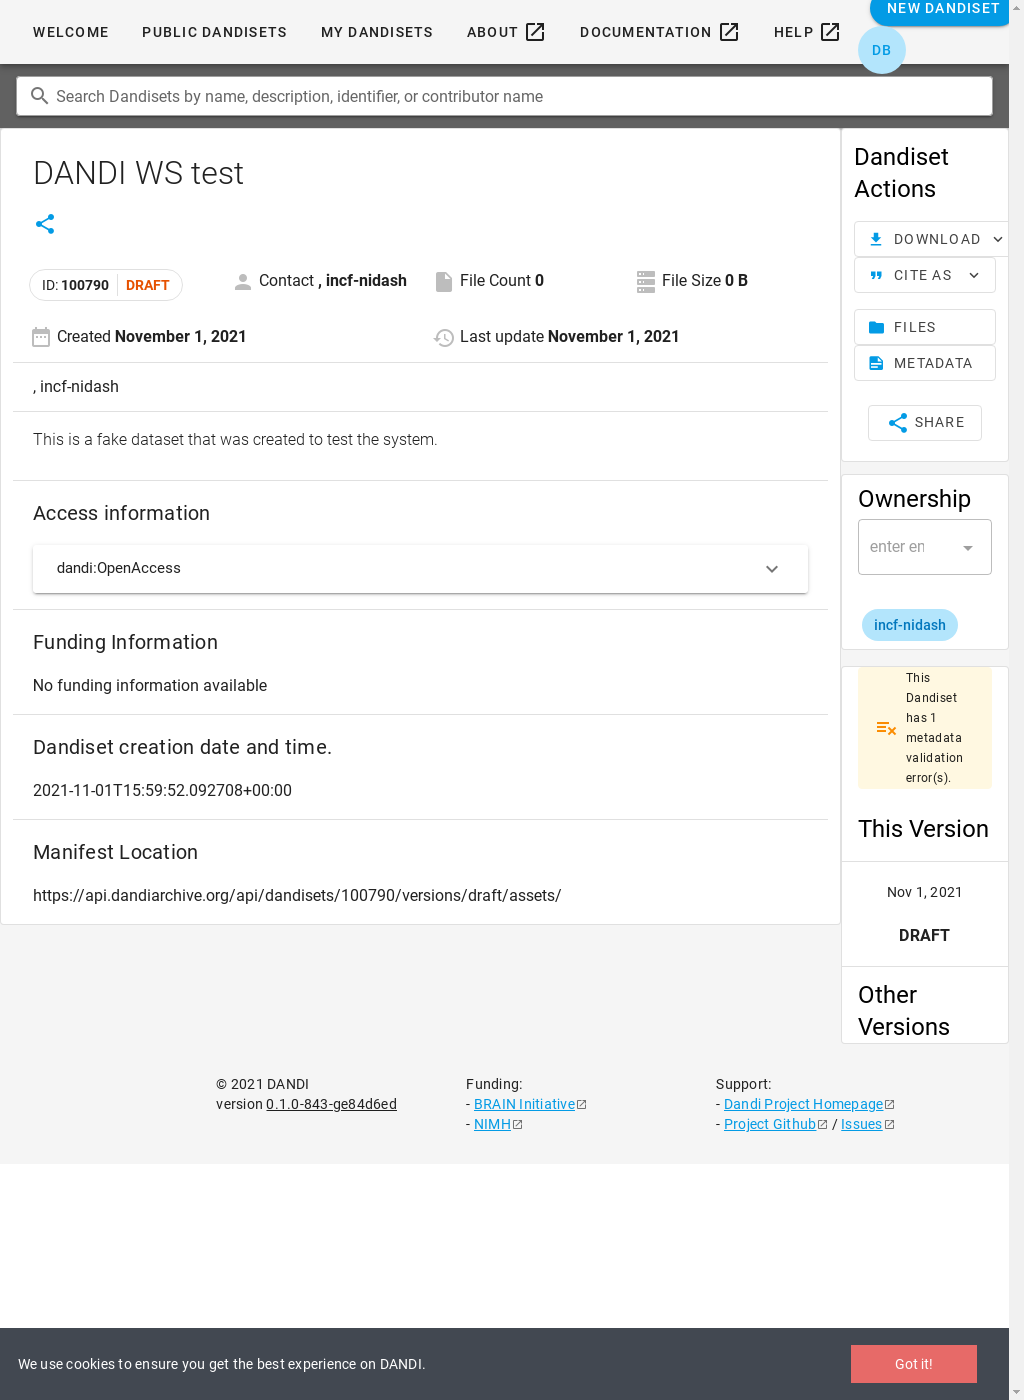 WELCOME PUBLIC DANDISETS MY DANDISETS ABOUT DOCUMENTATION HELP NEW DANDISET
DB
Search Dandisets by name, description, identifier, or contributor name
DANDI WS test
ID: 100790 DRAFT
Contact , incf-nidash
File Count 0
File Size 0 B
Created November 1, 2021
Last update November 1, 2021
, incf-nidash
This is a fake dataset that was created to test the system.
Access information
dandi:OpenAccess
Funding Information
No funding information available
Dandiset creation date and time.
2021-11-01T15:59:52.092708+00:00
Manifest Location
https://api.dandiarchive.org/api/dandisets/100790/versions/draft/assets/
Dandiset
Actions
DOWNLOAD
CITE AS
FILES
METADATA
SHARE
Ownership
enter en
incf-nidash
This
Dandiset
has 1
metadata
validation
error(s).
This Version
Nov 1, 2021
DRAFT
Other
Versions
© 2021 DANDI
version 0.1.0-843-ge84d6ed
Funding:
- BRAIN Initiative
- NIMH
Support:
- Dandi Project Homepage
- Project Github / Issues
We use cookies to ensure you get the best experience on DANDI.
Got it!